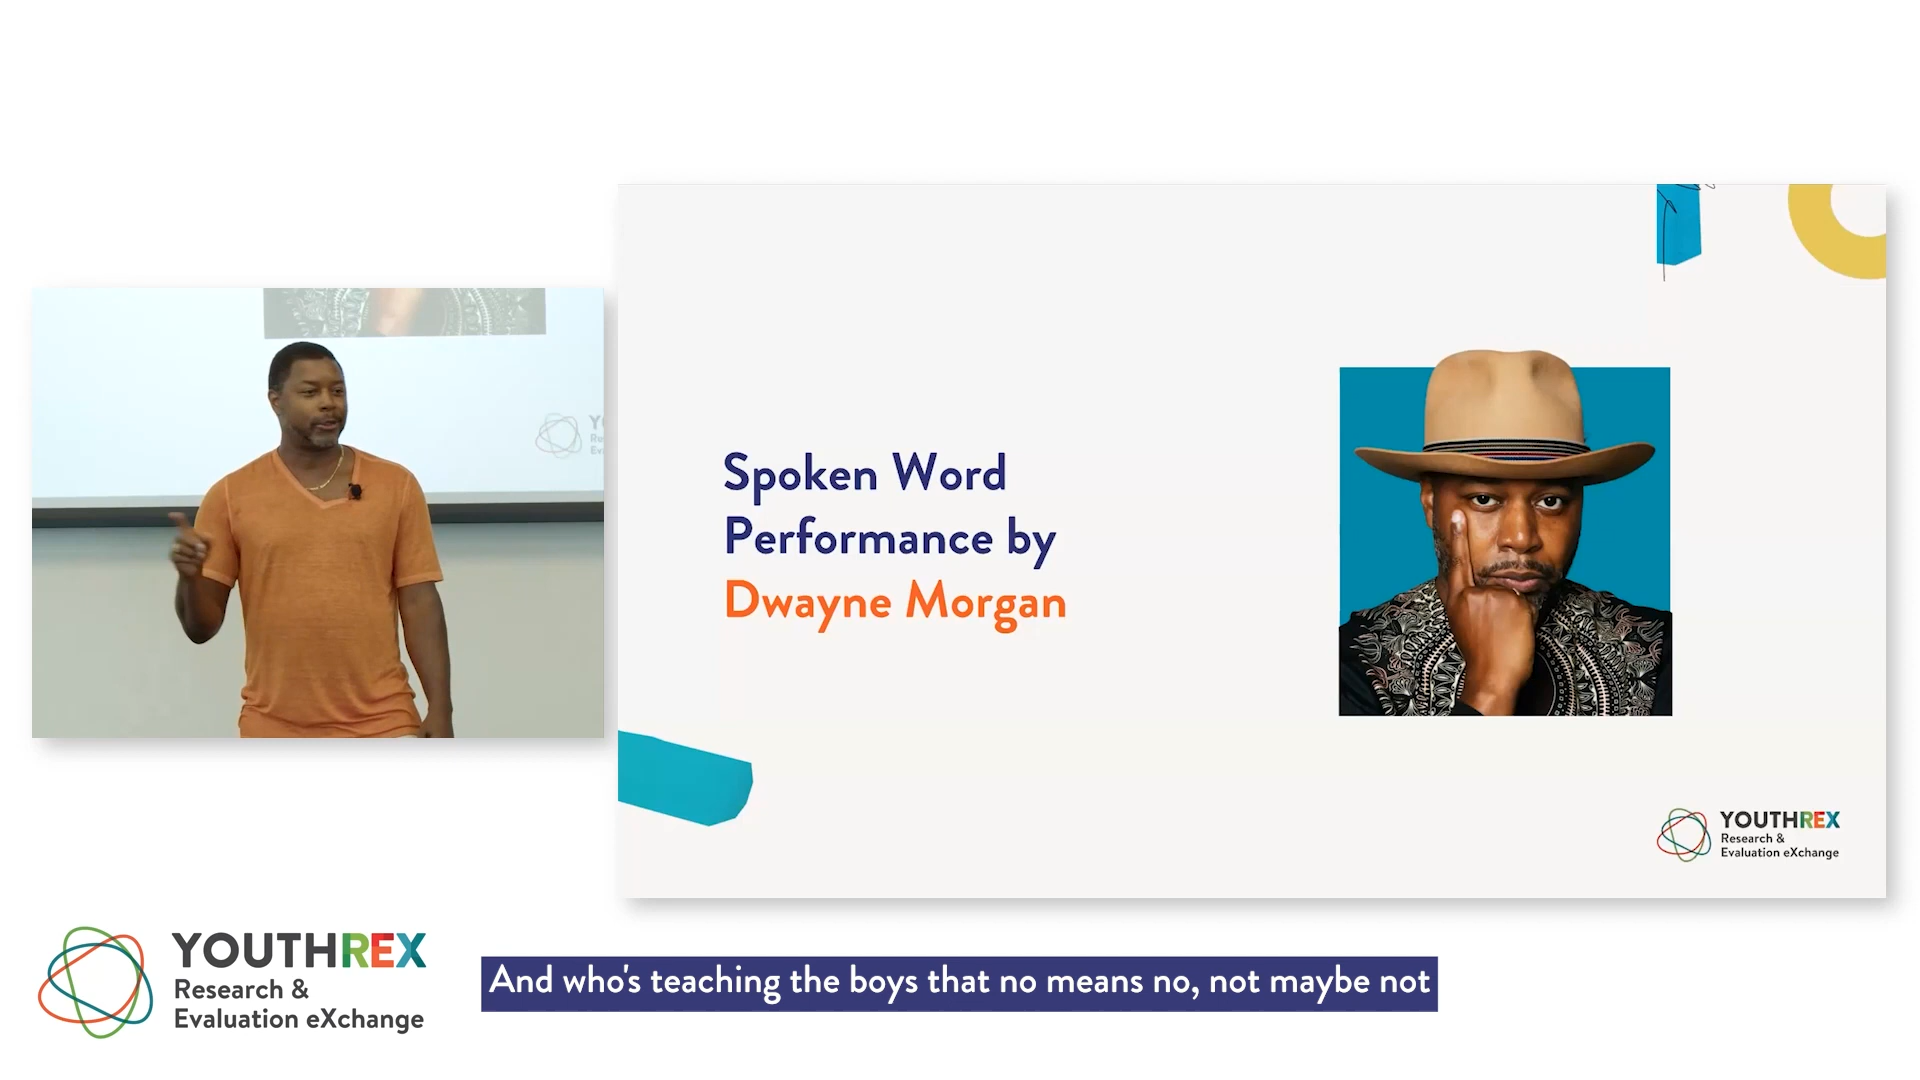 Spoken Word
Performance by
Dwayne Morgan
YOUTHREX
Research &
Evaluation eXchange
YOUTHREX
Research &
Evaluation eXchange
And who's teaching the boys that no means no, not maybe not